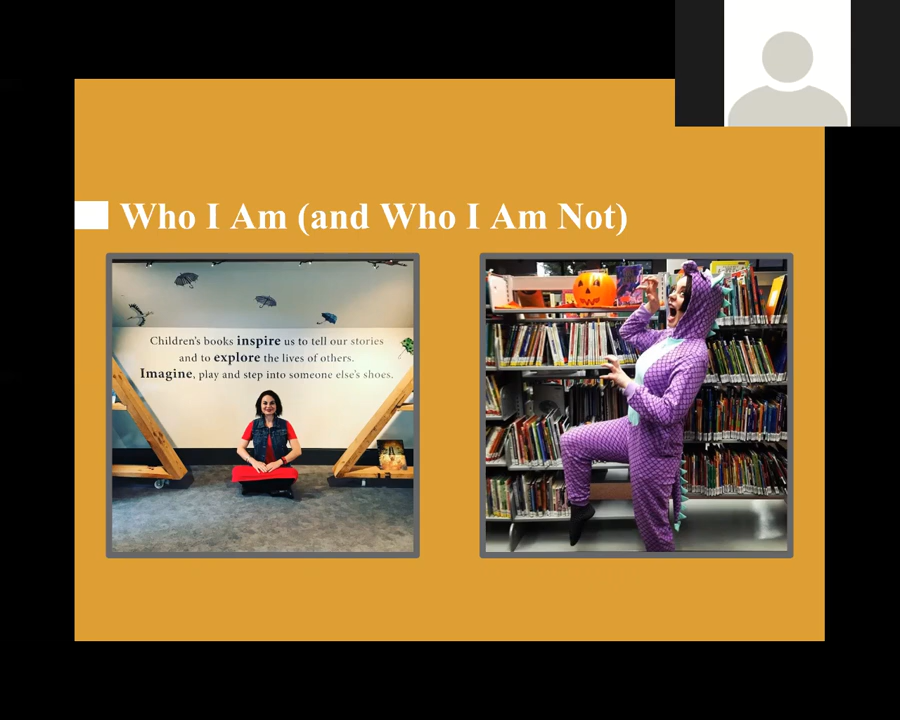 Who I Am (and Who I Am Not)
Children's books inspire us to tell our stories
and to explore the lives of others.
Imagine, play and step into someone else's shoes.